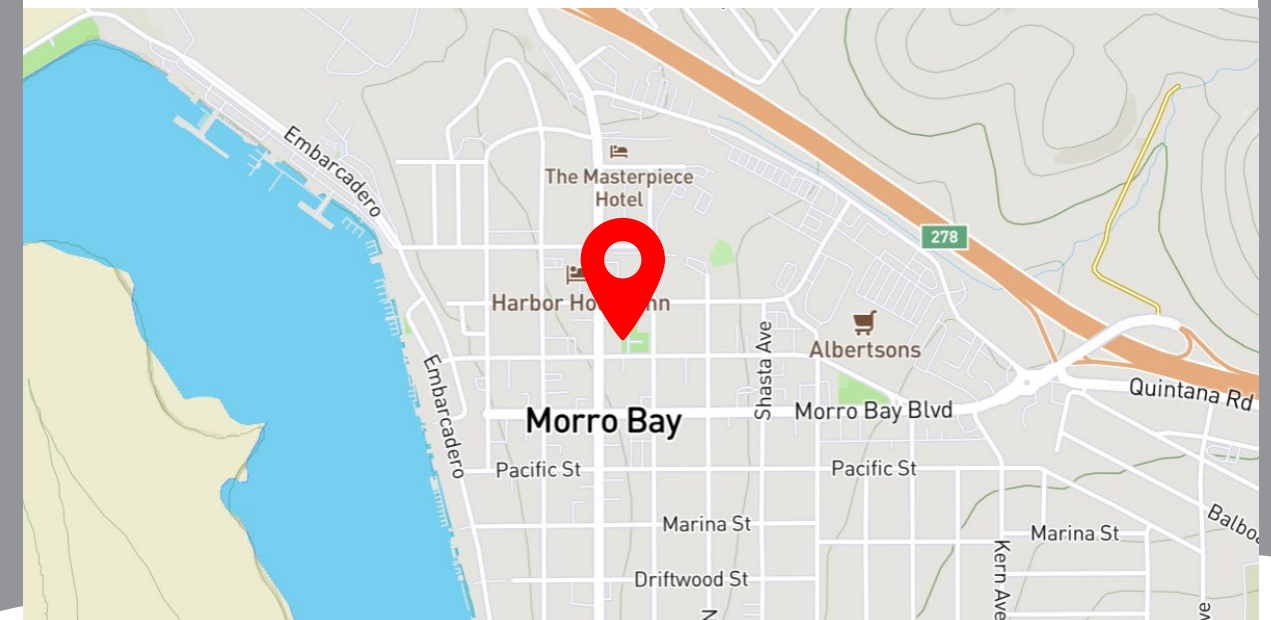 Embarcadero
The Masterpiece
Hotel
278
Harbor Ho nn
Albertsons
Shasta Ave
Embarcadero
Quintana Rd
Morro Bay
Morro Bay Blvd
Pacific St
Pacific St
Marina St
Marina St
Driftwood St
Kern Ave